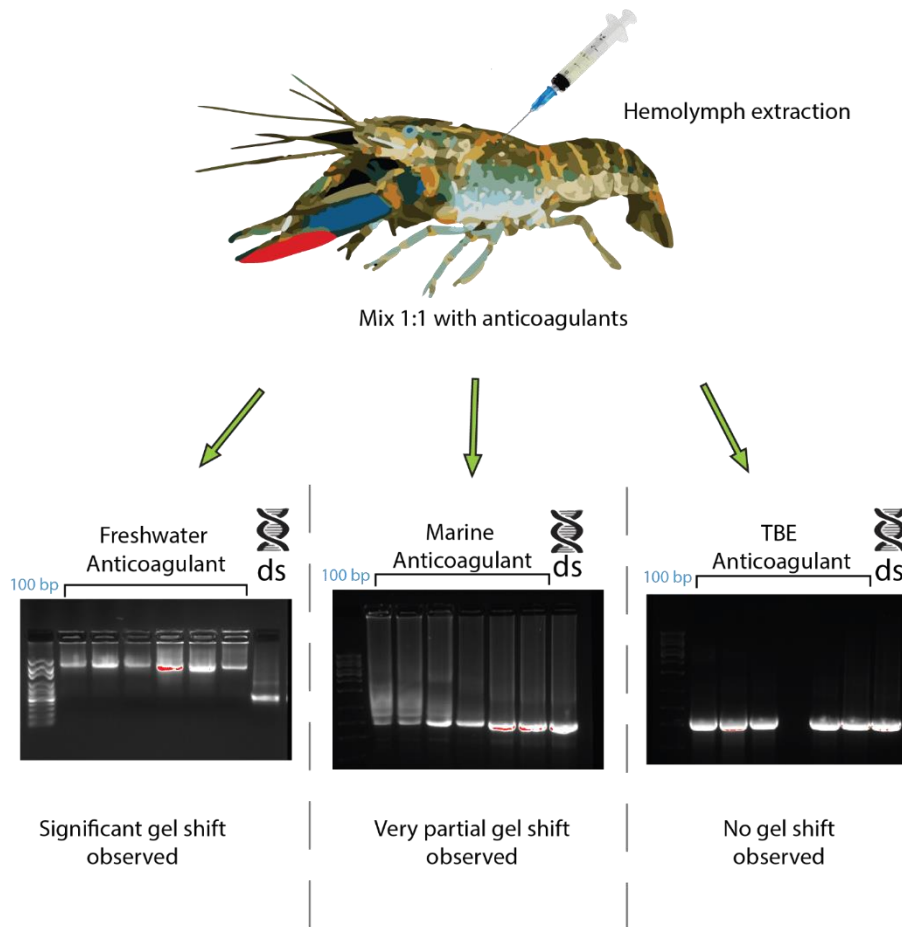 Hemolymph extraction
Mix 1:1 with anticoagulants
Freshwater
Anticoagulant
ds
100 bp
Marine
Anticoagulant
ds
100 bp
TBE
Anticoagulant
ds
100 bp
Significant gel shift
observed
Very partial gel shift
observed
No gel shift
observed